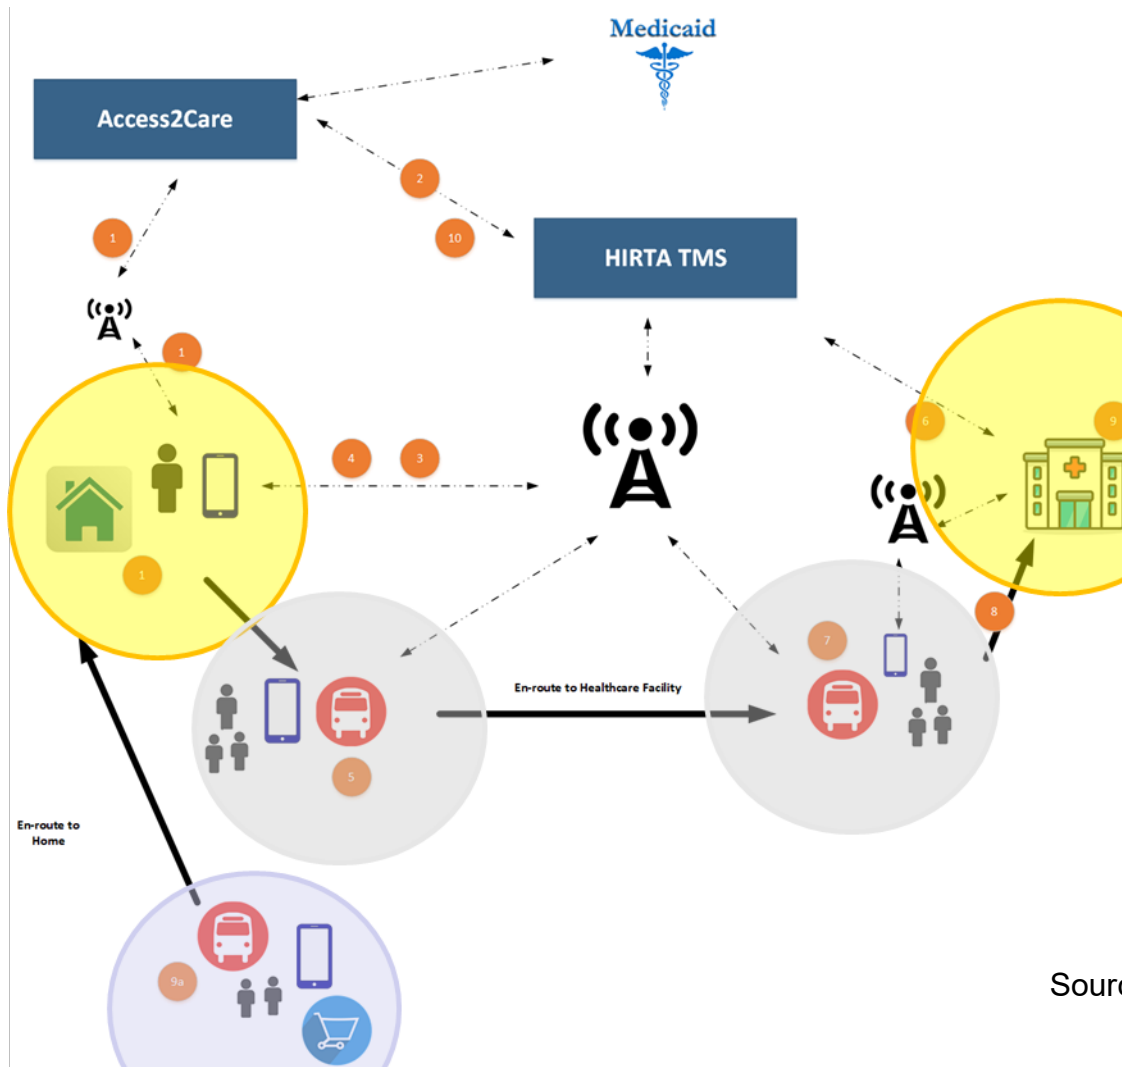 Medicaid
Access2Care
2
1
10
HIRTA TMS
1
6
9
4
3
1
8
7
En-route to Healthcare Facility
5
En-route to
Home
9a
Sourc